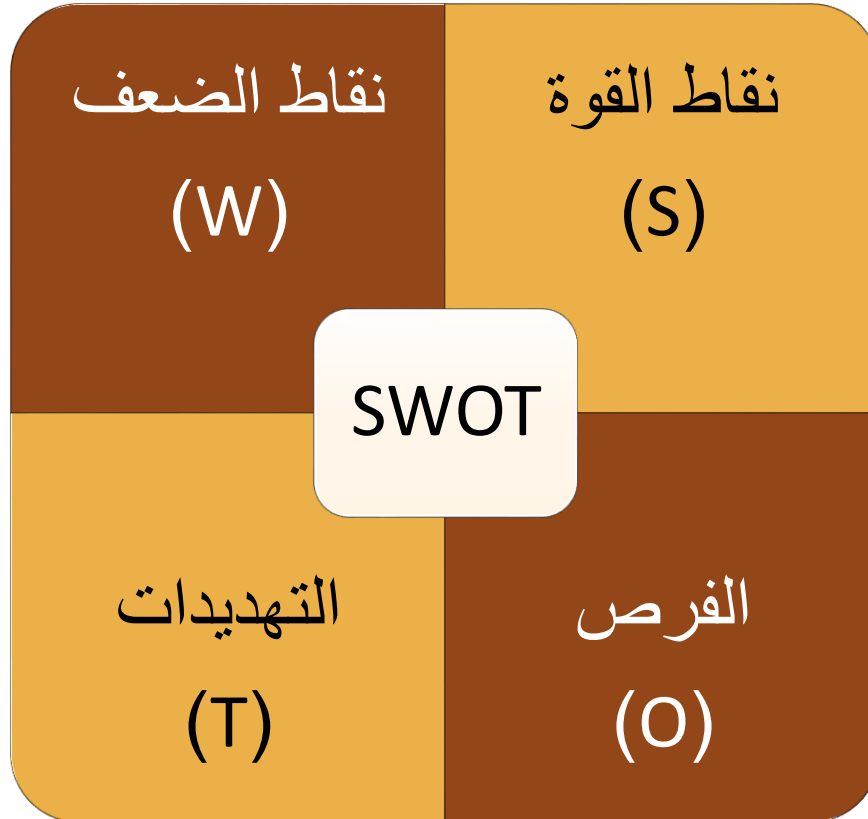 نقاط القوة
(S)
نقاط الضعف
(W)
SWOT
الفرص
(O)
التهديدات
(T)